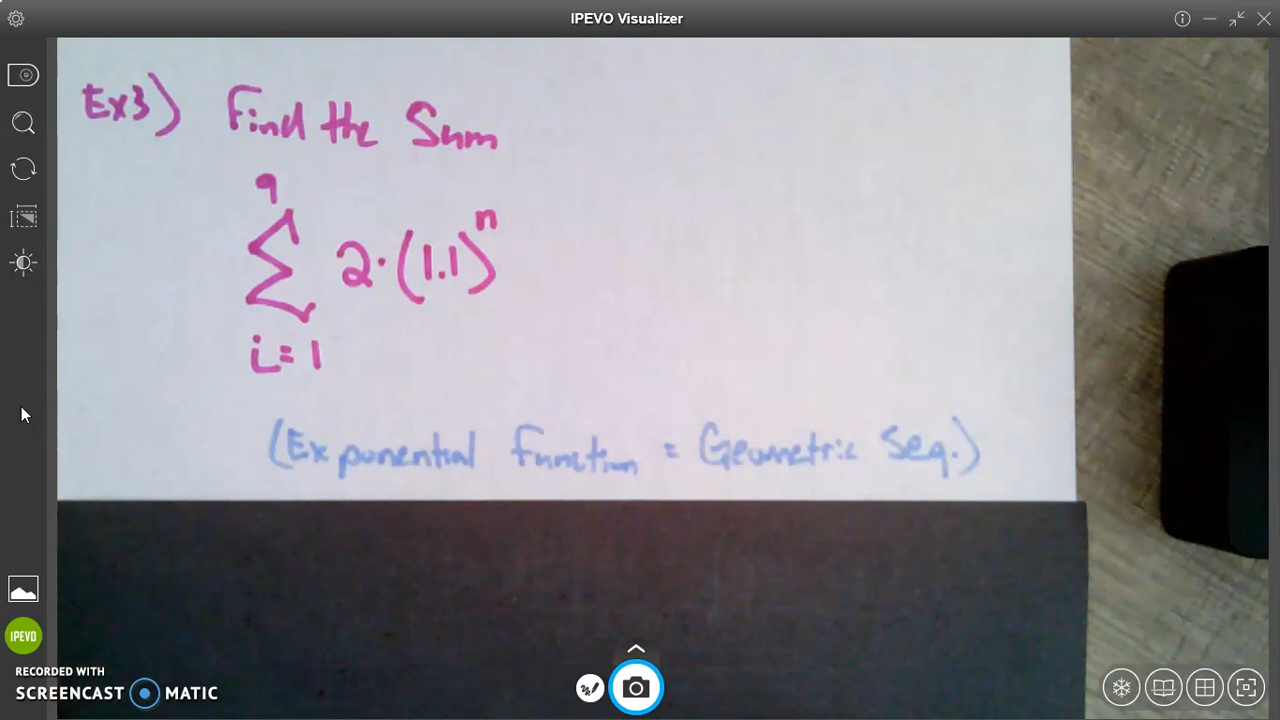 IPEVO Visualizer
Ex3) Find the Sum
9
Σ 2·(1.1)^n
i=1
(Exponential Function = Geometric Seq.)
IPEVO
RECORDED WITH
SCREENCAST MATIC